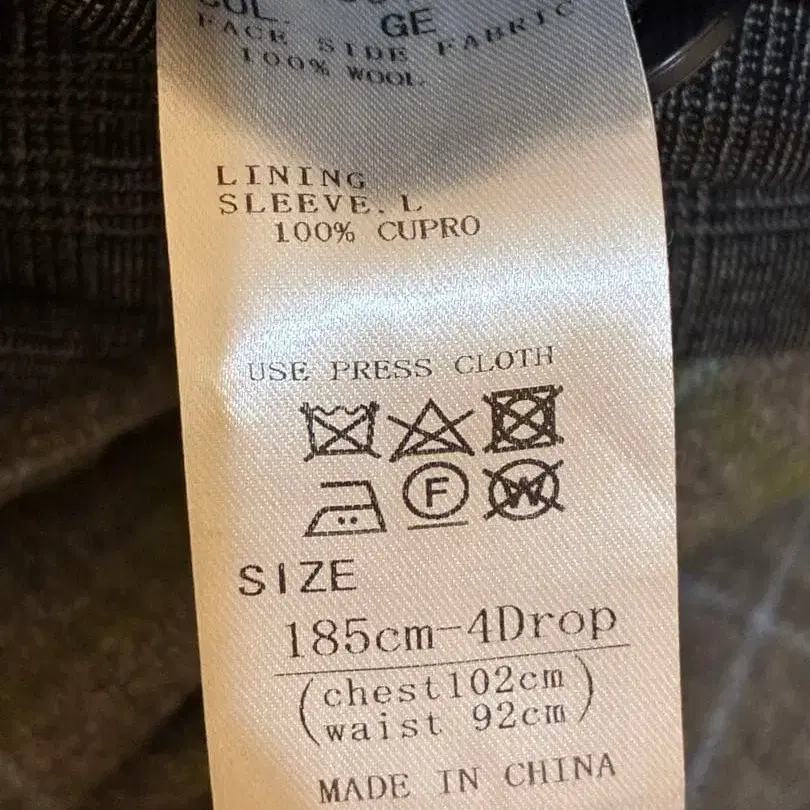 GE
FACE SIDE FABRIC
100% WOOL
LINING
SLEEVE. L
100% CUPRO
USE PRESS CLOTH
F
W
SIZE
185cm-4Drop
(chest102cm
waist 92cm)
MADE IN CHINA